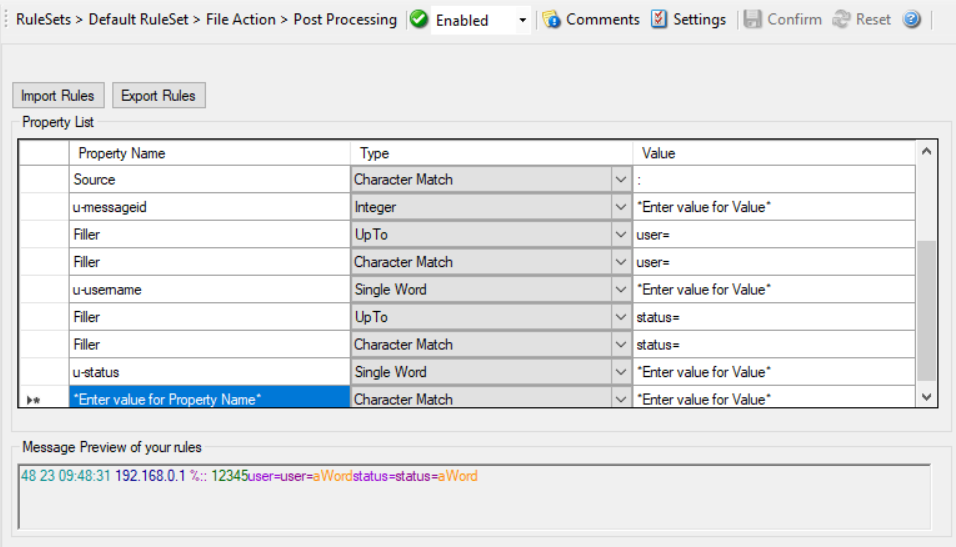 RuleSets > Default RuleSet > File Action > Post Processing Enabled Comments Settings Confirm Reset ?
Import Rules Export Rules
Property List
Property Name Type Value
Source Character Match :
u-messageid Integer *Enter value for Value*
Filler UpTo user=
Filler Character Match user=
u-username Single Word *Enter value for Value*
Filler UpTo status=
Filler Character Match status=
u-status Single Word *Enter value for Value*
*Enter value for Property Name* Character Match *Enter value for Value*
Message Preview of your rules
48 23 09:48:31 192.168.0.1 %:: 12345user=user=aWordstatus=status=aWord